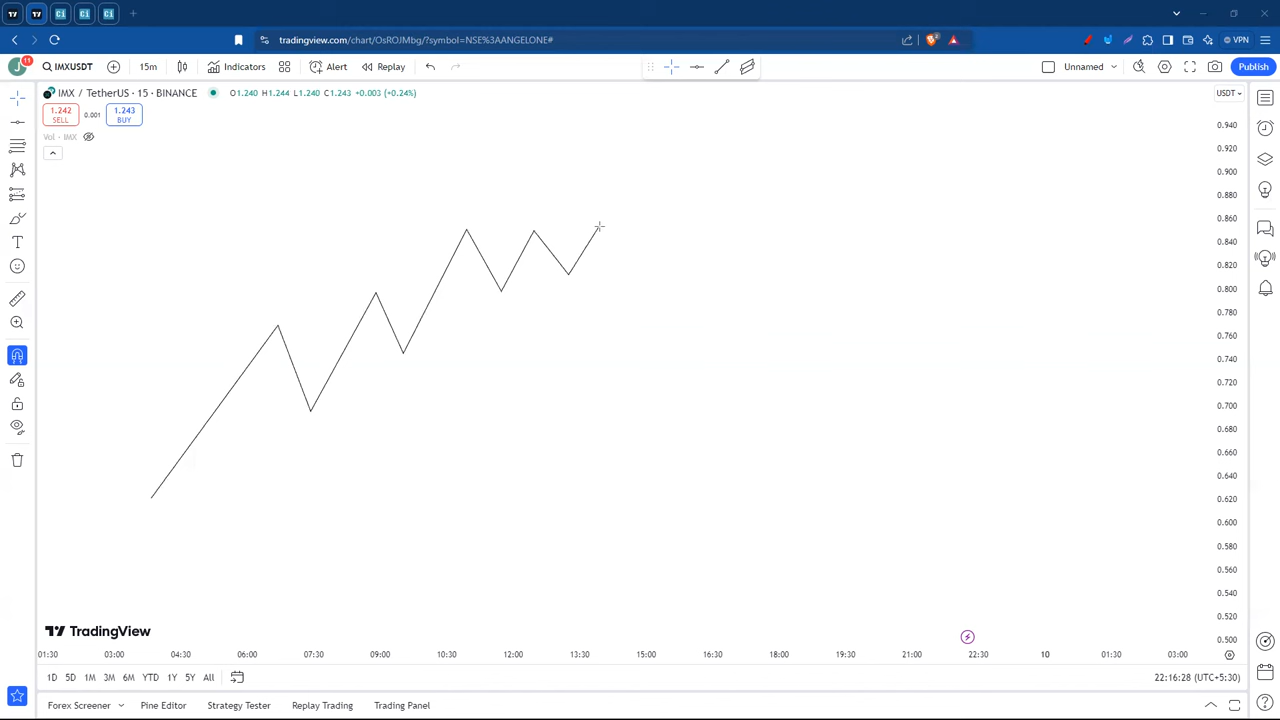 tradingview.com/chart/OsROJMbg/?symbol=NSE%3AANGELONE#
VPN
J 11 IMXUSDT 15m Indicators Alert Replay Unnamed Publish
IMX / TetherUS · 15 · BINANCE O1.240 H1.244 L1.240 C1.243 +0.003 (+0.24%) USDT
1.242 0.001 1.243
SELL BUY
Vol · IMX
0.940
0.920
0.900
0.880
0.860
0.840
0.820
0.800
0.780
0.760
0.740
0.720
0.700
0.680
0.660
0.640
0.620
0.600
0.580
0.560
0.540
0.520
0.500
TradingView
01:30 03:00 04:30 06:00 07:30 09:00 10:30 12:00 13:30 15:00 16:30 18:00 19:30 21:00 22:30 10 01:30 03:00
1D 5D 1M 3M 6M YTD 1Y 5Y All 22:16:28 (UTC+5:30)
Forex Screener Pine Editor Strategy Tester Replay Trading Trading Panel